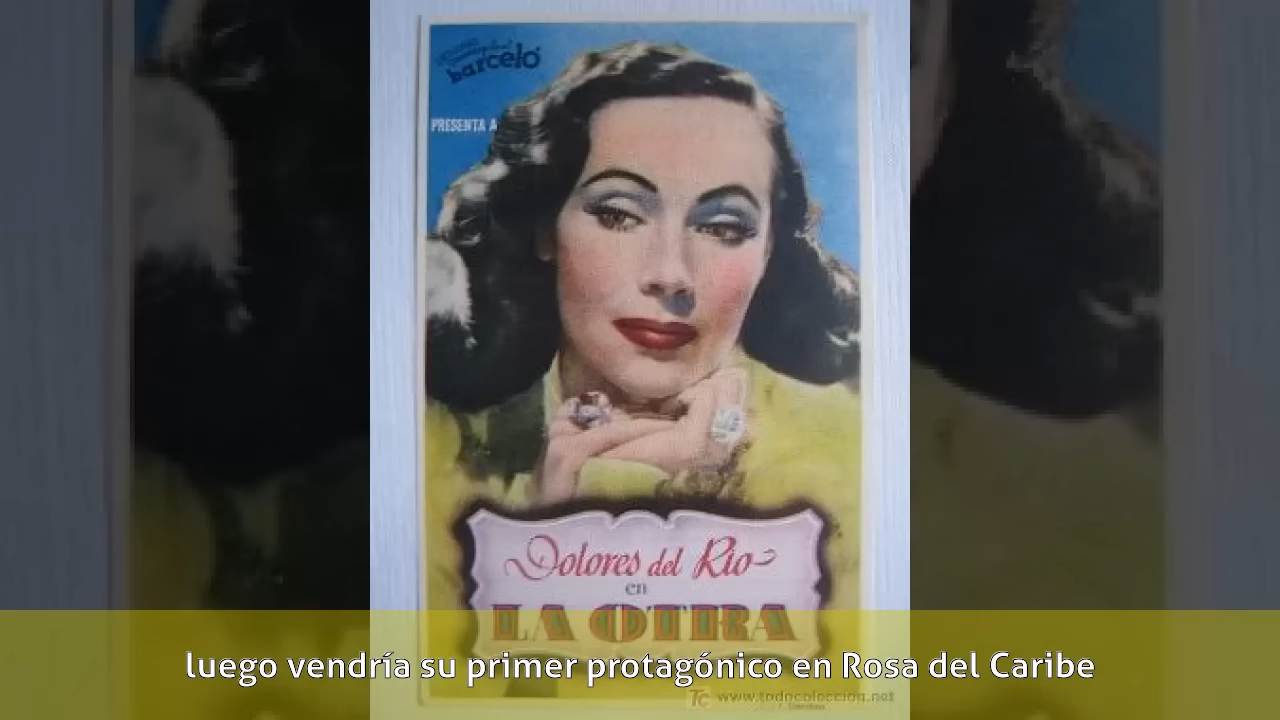 barceló
PRESENTA A
Dolores del Río
en
LA OTRA
luego vendría su primer protagónico en Rosa del Caribe
TC www.todocoleccion.net